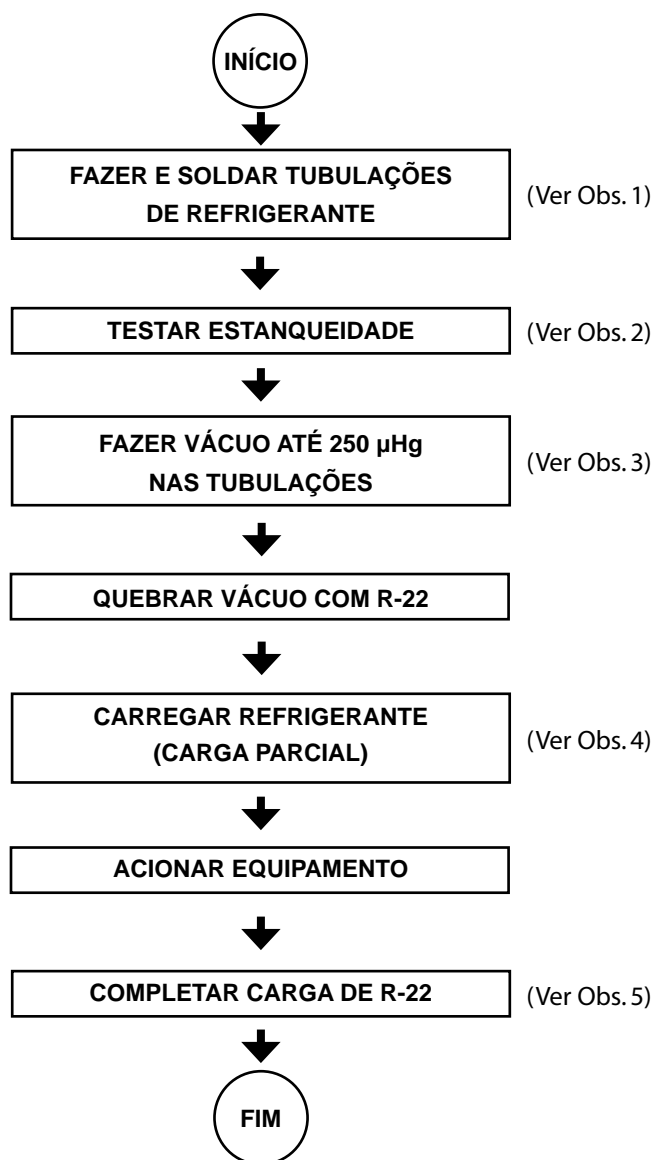 INÍCIO
FAZER E SOLDAR TUBULAÇÕES
DE REFRIGERANTE
(Ver Obs. 1)
TESTAR ESTANQUEIDADE
(Ver Obs. 2)
FAZER VÁCUO ATÉ 250 µHg
NAS TUBULAÇÕES
(Ver Obs. 3)
QUEBRAR VÁCUO COM R-22
CARREGAR REFRIGERANTE
(CARGA PARCIAL)
(Ver Obs. 4)
ACIONAR EQUIPAMENTO
COMPLETAR CARGA DE R-22
(Ver Obs. 5)
FIM